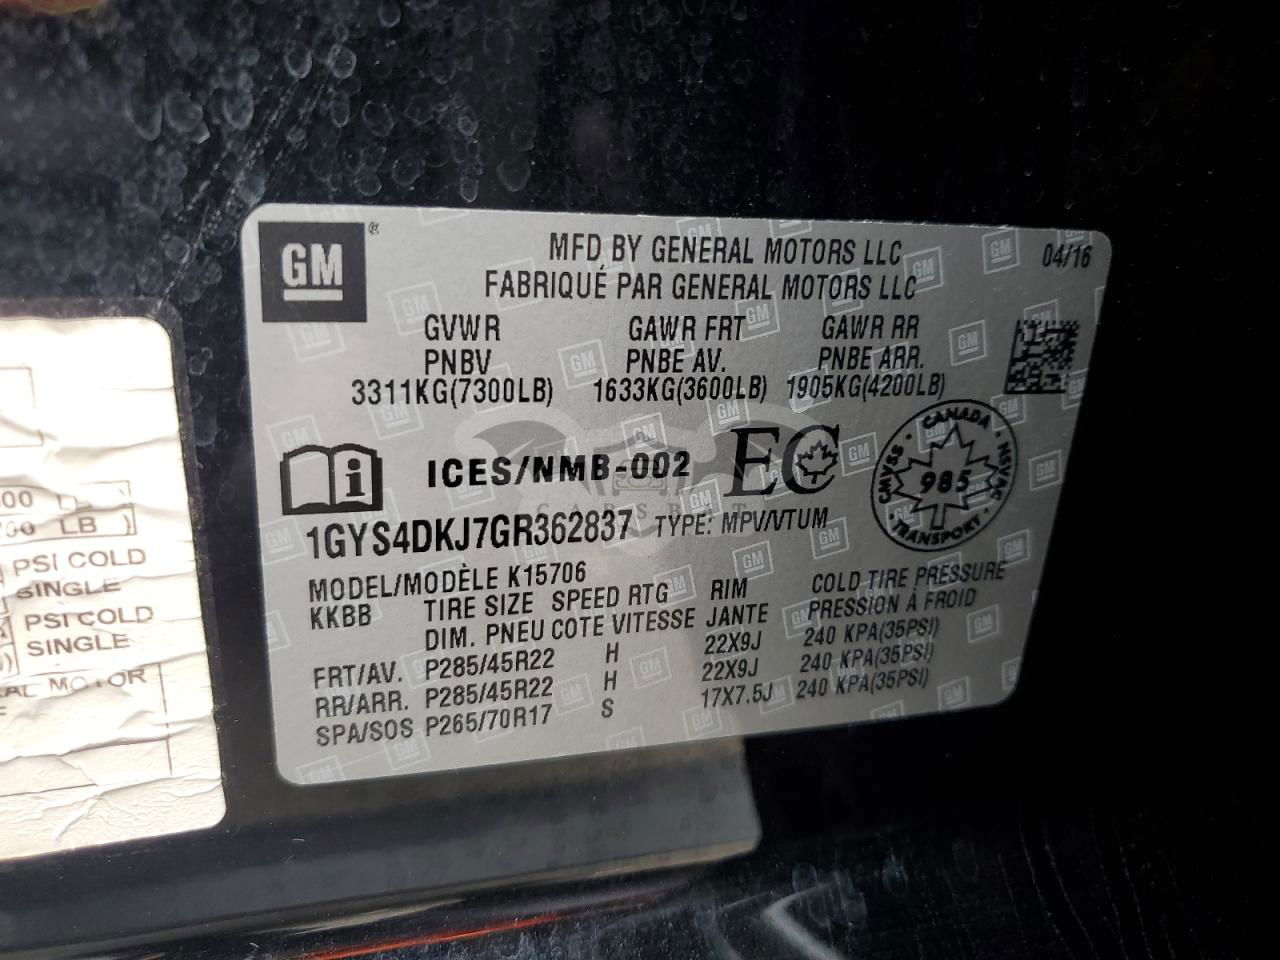 GM
MFD BY GENERAL MOTORS LLC 04/16
FABRIQUÉ PAR GENERAL MOTORS LLC
GVWR GAWR FRT GAWR RR
PNBV PNBE AV. PNBE ARR.
3311KG(7300LB) 1633KG(3600LB) 1905KG(4200LB)
ICES/NMB-002 EC
CANADA NSVAC TRANSPORT CMVSS
985
1GYS4DKJ7GR362837 TYPE: MPV/VTUM
MODEL/MODÈLE K15706
KKBB TIRE SIZE SPEED RTG RIM COLD TIRE PRESSURE
DIM. PNEU COTE VITESSE JANTE PRESSION À FROID
FRT/AV. P285/45R22 H 22X9J 240 KPA(35PSI)
RR/ARR. P285/45R22 H 22X9J 240 KPA(35PSI)
SPA/SOS P265/70R17 S 17X7.5J 240 KPA(35PSI)
LB)
PSI COLD
SINGLE
PSI COLD
SINGLE
MOTOR